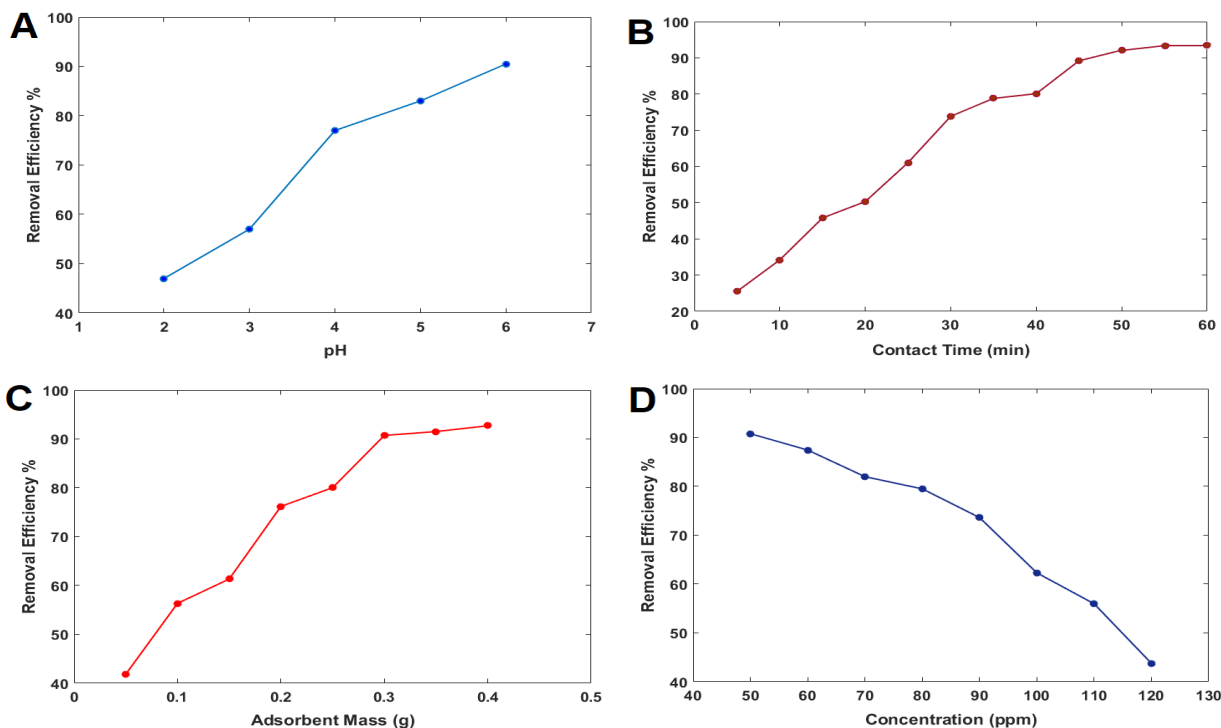 A
100
90
80
70
60
50
40
1 2 3 4 5 6 7
pH
Removal Efficiency %
B
100
90
80
70
60
50
40
30
20
0 10 20 30 40 50 60
Contact Time (min)
Removal Efficiency %
C
100
90
80
70
60
50
40
0 0.1 0.2 0.3 0.4 0.5
Adsorbent Mass (g)
Removal Efficiency %
D
100
90
80
70
60
50
40
40 50 60 70 80 90 100 110 120 130
Concentration (ppm)
Removal Efficiency %